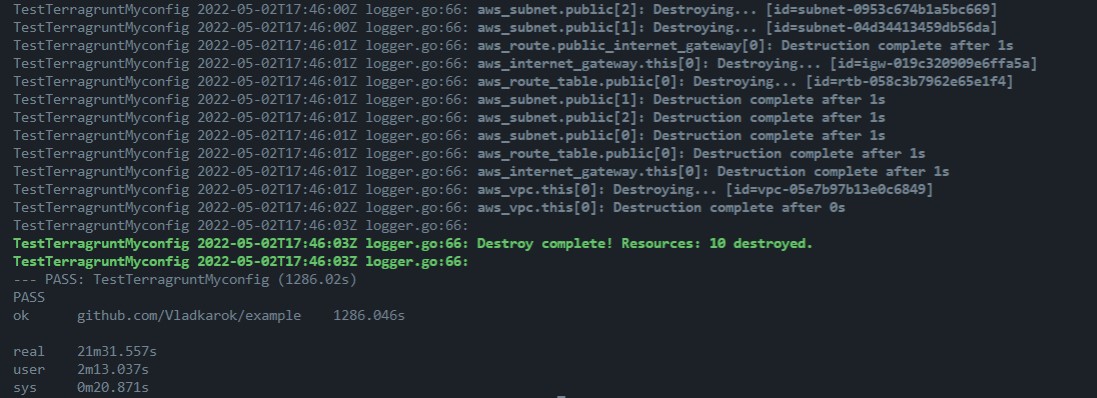 TestTerragruntMyconfig 2022-05-02T17:46:00Z logger.go:66: aws_subnet.public[2]: Destroying... [id=subnet-0953c674b1a5bc669]
TestTerragruntMyconfig 2022-05-02T17:46:00Z logger.go:66: aws_subnet.public[1]: Destroying... [id=subnet-04d34413459db56da]
TestTerragruntMyconfig 2022-05-02T17:46:01Z logger.go:66: aws_route.public_internet_gateway[0]: Destruction complete after 1s
TestTerragruntMyconfig 2022-05-02T17:46:01Z logger.go:66: aws_internet_gateway.this[0]: Destroying... [id=igw-019c320909e6ffa5a]
TestTerragruntMyconfig 2022-05-02T17:46:01Z logger.go:66: aws_route_table.public[0]: Destroying... [id=rtb-058c3b7962e65e1f4]
TestTerragruntMyconfig 2022-05-02T17:46:01Z logger.go:66: aws_subnet.public[1]: Destruction complete after 1s
TestTerragruntMyconfig 2022-05-02T17:46:01Z logger.go:66: aws_subnet.public[2]: Destruction complete after 1s
TestTerragruntMyconfig 2022-05-02T17:46:01Z logger.go:66: aws_subnet.public[0]: Destruction complete after 1s
TestTerragruntMyconfig 2022-05-02T17:46:01Z logger.go:66: aws_route_table.public[0]: Destruction complete after 1s
TestTerragruntMyconfig 2022-05-02T17:46:01Z logger.go:66: aws_internet_gateway.this[0]: Destruction complete after 1s
TestTerragruntMyconfig 2022-05-02T17:46:01Z logger.go:66: aws_vpc.this[0]: Destroying... [id=vpc-05e7b97b13e0c6849]
TestTerragruntMyconfig 2022-05-02T17:46:02Z logger.go:66: aws_vpc.this[0]: Destruction complete after 0s
TestTerragruntMyconfig 2022-05-02T17:46:03Z logger.go:66:
TestTerragruntMyconfig 2022-05-02T17:46:03Z logger.go:66: Destroy complete! Resources: 10 destroyed.
TestTerragruntMyconfig 2022-05-02T17:46:03Z logger.go:66:
--- PASS: TestTerragruntMyconfig (1286.02s)
PASS
ok github.com/Vladkarok/example 1286.046s
real 21m31.557s
user 2m13.037s
sys 0m20.871s